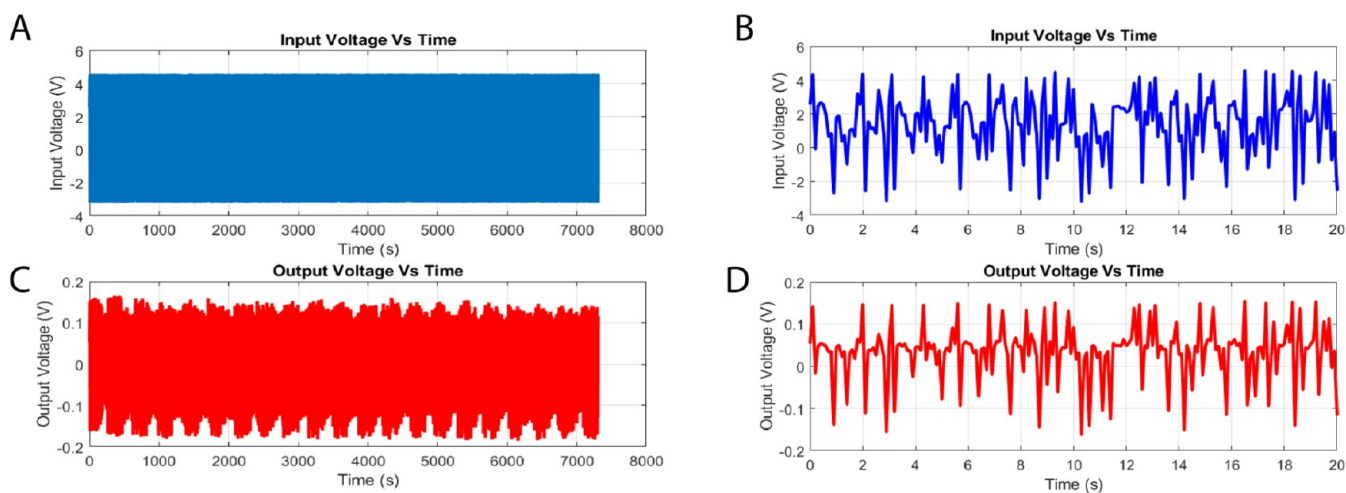 A
Input Voltage Vs Time
Input Voltage (V)
6
4
2
0
-2
-4
0 1000 2000 3000 4000 5000 6000 7000 8000
Time (s)
B
Input Voltage Vs Time
Input Voltage (V)
6
4
2
0
-2
-4
0 2 4 6 8 10 12 14 16 18 20
Time (s)
C
Output Voltage Vs Time
Output Voltage (V)
0.2
0.1
0
-0.1
-0.2
0 1000 2000 3000 4000 5000 6000 7000 8000
Time (s)
D
Output Voltage Vs Time
Output Voltage (V)
0.2
0.1
0
-0.1
-0.2
0 2 4 6 8 10 12 14 16 18 20
Time (s)